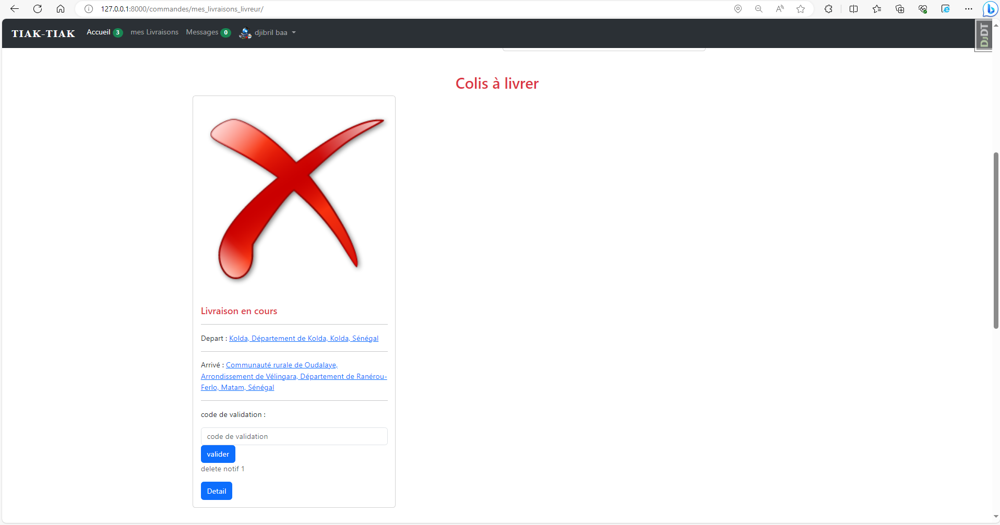 127.0.0.1:8000/commandes/mes_livraisons_livreur/
TIAK-TIAK Accueil 3 mes Livraisons Messages 0 djibril baa
DJDT
Colis à livrer
Livraison en cours
Depart : Kolda, Département de Kolda, Kolda, Sénégal
Arrivé : Communauté rurale de Oudalaye,
Arrondissement de Vélingara, Département de Ranérou-
Ferlo, Matam, Sénégal
code de validation :
code de validation
valider
delete notif 1
Detail